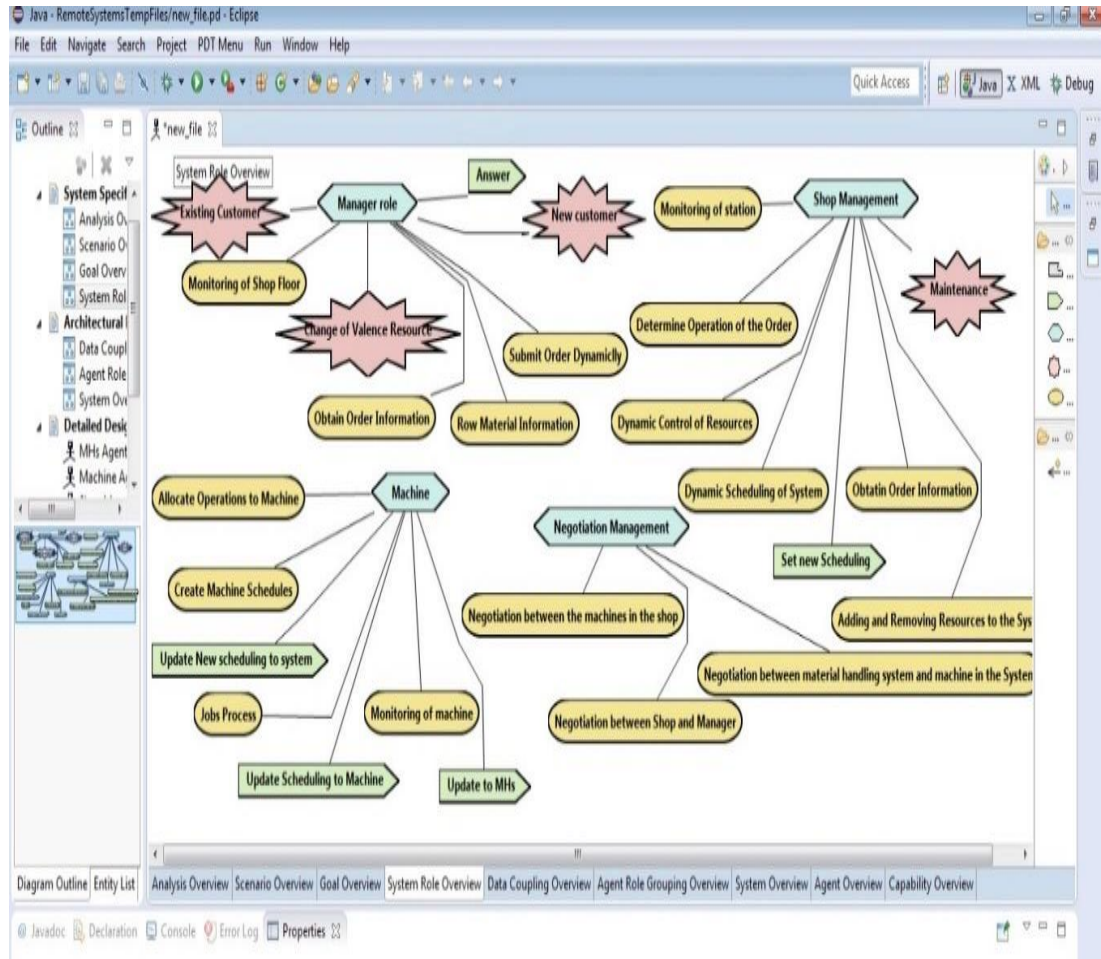 Java - RemoteSystemsTempFiles/new_file.pd - Eclipse
File Edit Navigate Search Project PDT Menu Run Window Help
Quick Access
Java
XML
Debug
Outline
*new_file
System Specif
Analysis Ov
Scenario O
Goal Overv
System Rol
Architectural
Data Coupl
Agent Role
System Ove
Detailed Desig
MHs Agent
Machine A
System Role Overview
Existing Customer
Manager role
Answer
New customer
Monitoring of Shop Floor
Change of Valence Resource
Submit Order Dynamiclly
Obtain Order Information
Row Material Information
Monitoring of station
Shop Management
Maintenance
Determine Operation of the Order
Dynamic Control of Resources
Dynamic Scheduling of System
Obtatin Order Information
Set new Scheduling
Adding and Removing Resources to the Sys
Allocate Operations to Machine
Machine
Create Machine Schedules
Update New scheduling to system
Jobs Process
Monitoring of machine
Update Scheduling to Machine
Update to MHs
Negotiation Management
Negotiation between the machines in the shop
Negotiation between material handling system and machine in the System
Negotiation between Shop and Manager
Diagram Outline
Entity List
Analysis Overview Scenario Overview Goal Overview System Role Overview Data Coupling Overview Agent Role Grouping Overview System Overview Agent Overview Capability Overview
@ Javadoc Declaration Console Error Log Properties